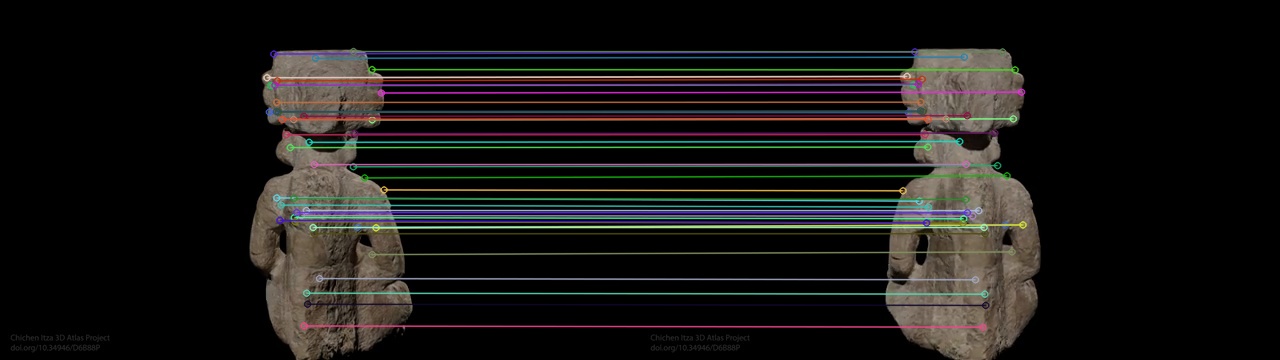 Chichen Itza 3D Atlas Project
doi.org/10.34946/D6B88P
Chichen Itza 3D Atlas Project
doi.org/10.34946/D6B88P